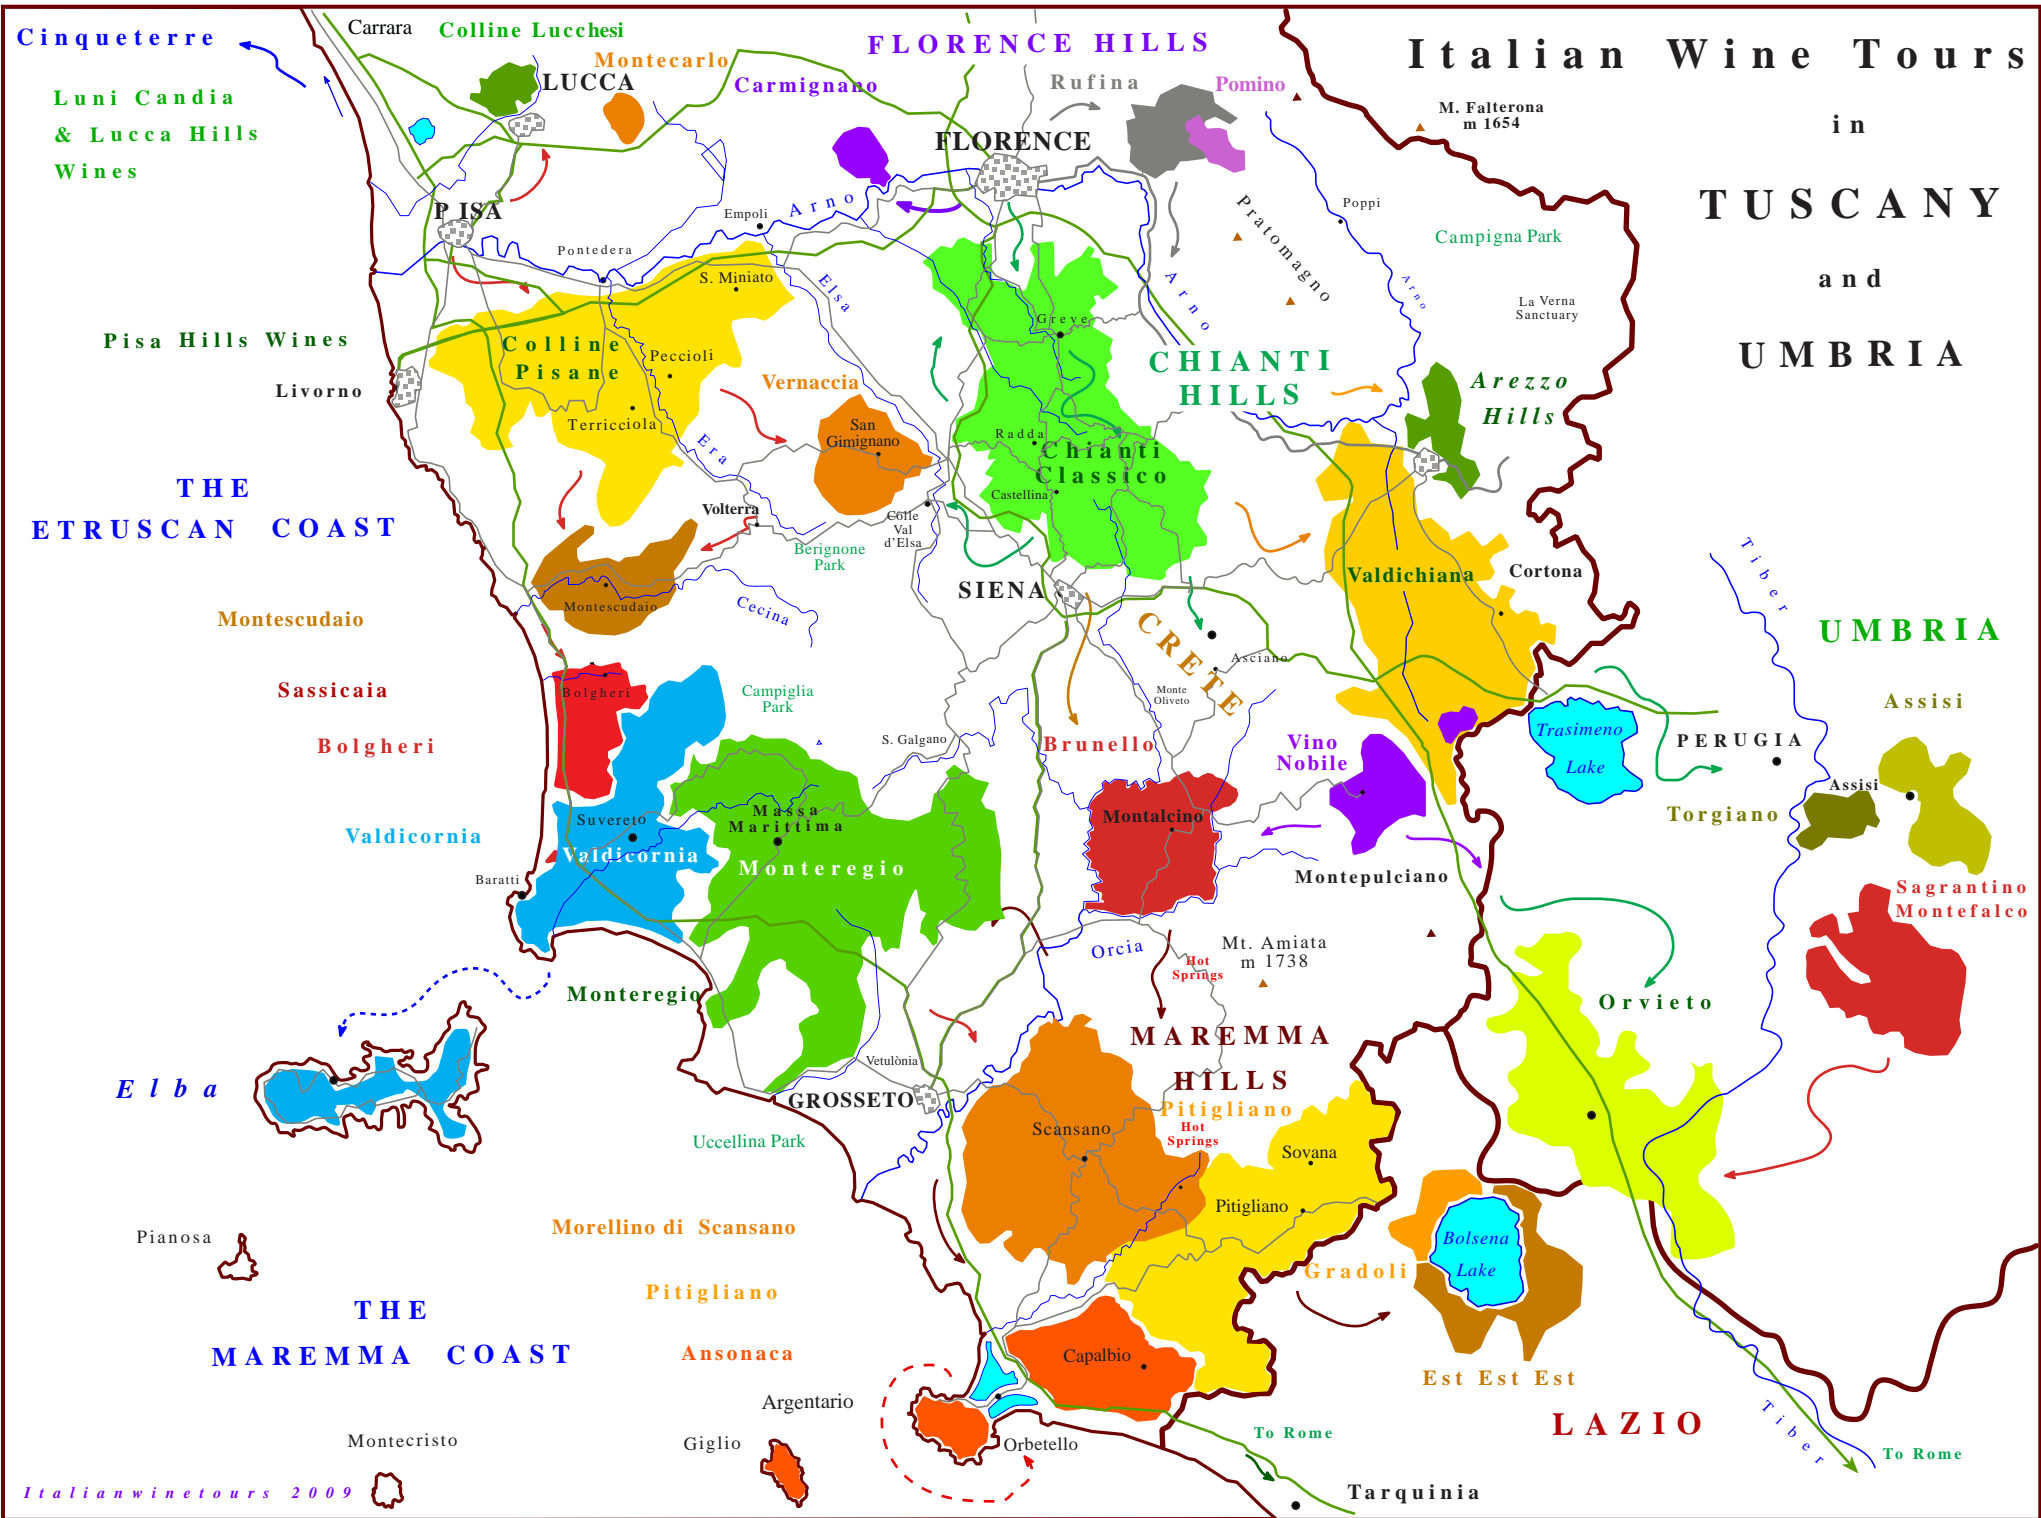 Cinqueterre
Carrara
Colline Lucchesi
Montecarlo
FLORENCE HILLS
Italian Wine Tours
in
TUSCANY
and
UMBRIA
Luni Candia
& Lucca Hills
Wines
LUCCA
Carmignano
Rufina
Pomino
M. Falterona
m 1654
FLORENCE
P ISA
Arno
Empoli
Pontedera
S. Miniato
Elsa
Pratomagno
Poppi
Campigna Park
Arno
Arno
La Verna
Sanctuary
Pisa Hills Wines
Livorno
Colline
Pisane
Peccioli
Terricciola
Vernaccia
San
Gimignano
Greve
CHIANTI
HILLS
Arezzo
Hills
Radda
Chianti
Classico
Castellina
Era
Volterra
Colle
Val
d'Elsa
Berignone
Park
THE
ETRUSCAN COAST
SIENA
Valdichiana
Cortona
Tiber
UMBRIA
Montescudaio
Montescudaio
Cecina
CRETE
Asciano
Monte
Oliveto
Sassicaia
Bolgheri
Bolgheri
Campiglia
Park
S. Galgano
Brunello
Vino
Nobile
Trasimeno
Lake
PERUGIA
Assisi
Assisi
Torgiano
Valdicornia
Suvereto
Valdicornia
Massa
Marittima
Monteregio
Montalcino
Montepulciano
Baratti
Sagrantino
Montefalco
Orcia
Hot
Springs
Mt. Amiata
m 1738
Monteregio
Orvieto
MAREMMA
HILLS
Vetulònia
GROSSETO
Elba
Pitigliano
Hot
Springs
Scansano
Sovana
Pitigliano
Uccellina Park
Pianosa
Morellino di Scansano
Bolsena
Lake
Gradoli
Pitigliano
THE
MAREMMA COAST
Ansonaca
Capalbio
Est Est Est
Argentario
LAZIO
Tiber
Montecristo
Giglio
Orbetello
To Rome
To Rome
Tarquinia
Italianwinetours 2009